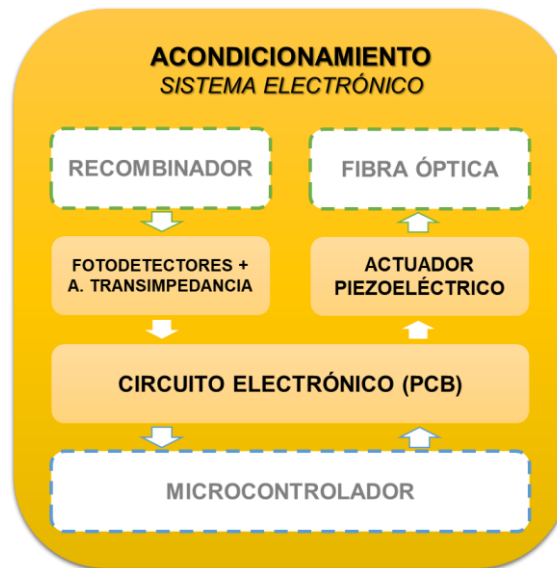 ACONDICIONAMIENTO
SISTEMA ELECTRÓNICO
RECOMBINADOR
FIBRA ÓPTICA
FOTODETECTORES +
A. TRANSIMPEDANCIA
ACTUADOR
PIEZOELÉCTRICO
CIRCUITO ELECTRÓNICO (PCB)
MICROCONTROLADOR